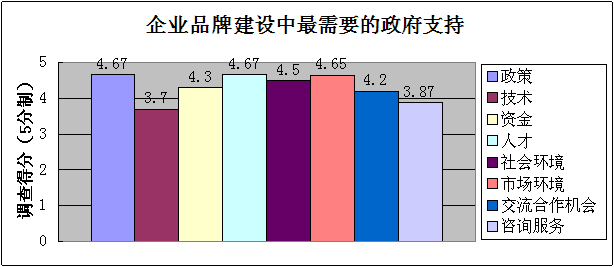 企业品牌建设中最需要的政府支持
调查得分（5分制）
5
4
3
2
1
0
4.67
3.7
4.3
4.67
4.5
4.65
4.2
3.87
政策
技术
资金
人才
社会环境
市场环境
交流合作机会
咨询服务